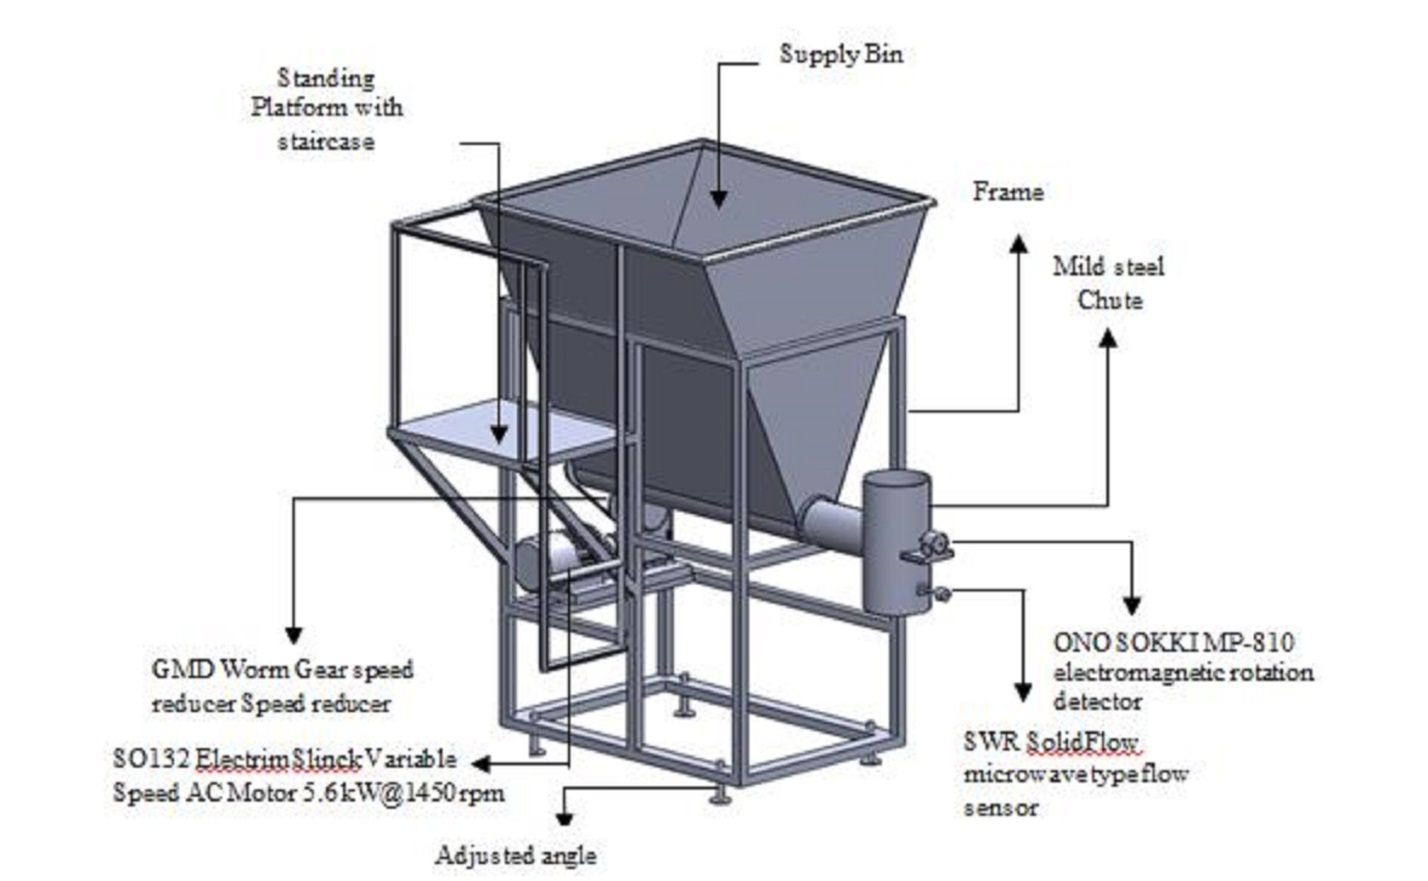 Supply Bin
Standing
Platform with
staircase
Frame
Mild steel
Chute
ONO SOKKI MP-810
electromagnetic rotation
detector
GMD Worm Gear speed
reducer Speed reducer
SWR SolidFlow
microwave type flow
sensor
SO132 Electrim Slinck Variable
Speed AC Motor 5.6kW@1450 rpm
Adjusted angle